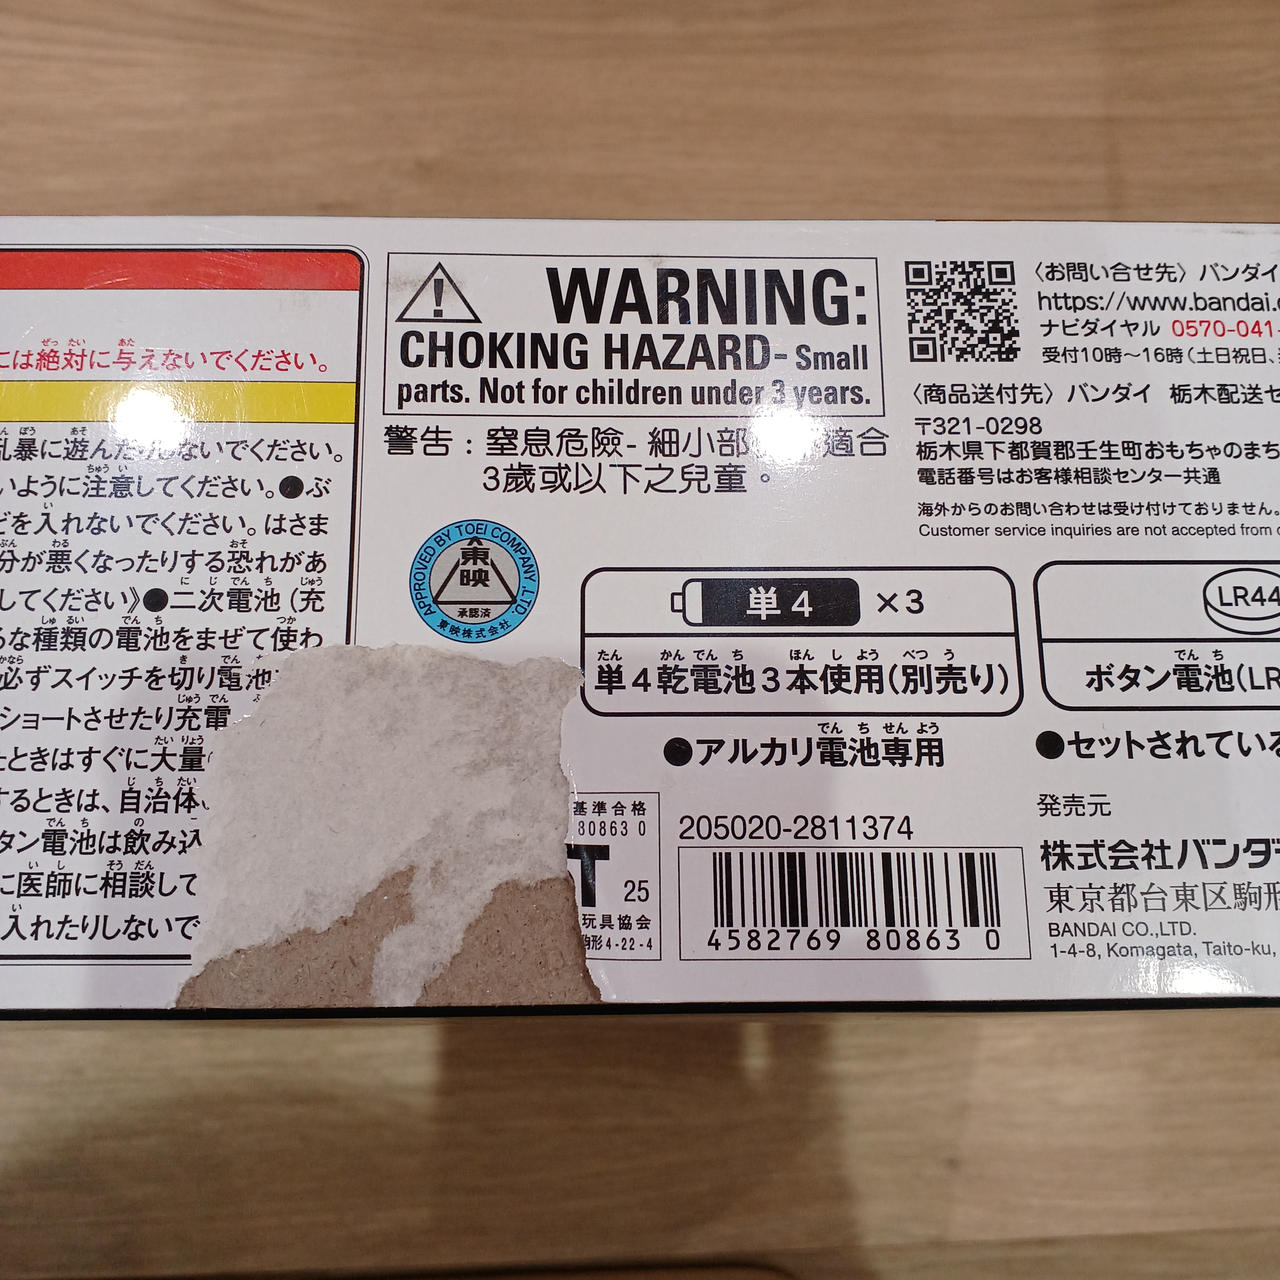 には絶対に与えないでください。
乱暴に遊んだりしないでください。
いように注意してください。●ぶ
どを入れないでください。はさま
分が悪くなったりする恐れがあ
してください》●二次電池（充
な種類の電池をまぜて使わ
必ずスイッチを切り電池
ショートさせたり充電
たときはすぐに大量
するときは、自治体
タン電池は飲み込
に医師に相談して
入れたりしないで
WARNING:
CHOKING HAZARD- Small
parts. Not for children under 3 years.
警告：窒息危險- 細小部 適合
3歲或以下之兒童。
APPROVED BY TOEI COMPANY, LTD.
東映
承認済
東映株式会社
〈お問い合せ先〉バンダイ
https://www.bandai.
ナビダイヤル 0570-041
受付10時〜16時（土日祝日、
〈商品送付先〉バンダイ 栃木配送セ
〒321-0298
栃木県下都賀郡壬生町おもちゃのまち
電話番号はお客様相談センター共通
海外からのお問い合わせは受け付けておりません。
Customer service inquiries are not accepted from
単4 ×3
単4乾電池3本使用（別売り）
●アルカリ電池専用
LR44
ボタン電池（LR
●セットされている
基準合格
80863 0
T 25
玩具協会
駒形4-22-4
205020-2811374
4582769 80863 0
発売元
株式会社バンダイ
東京都台東区駒形
BANDAI CO.,LTD.
1-4-8, Komagata, Taito-ku,